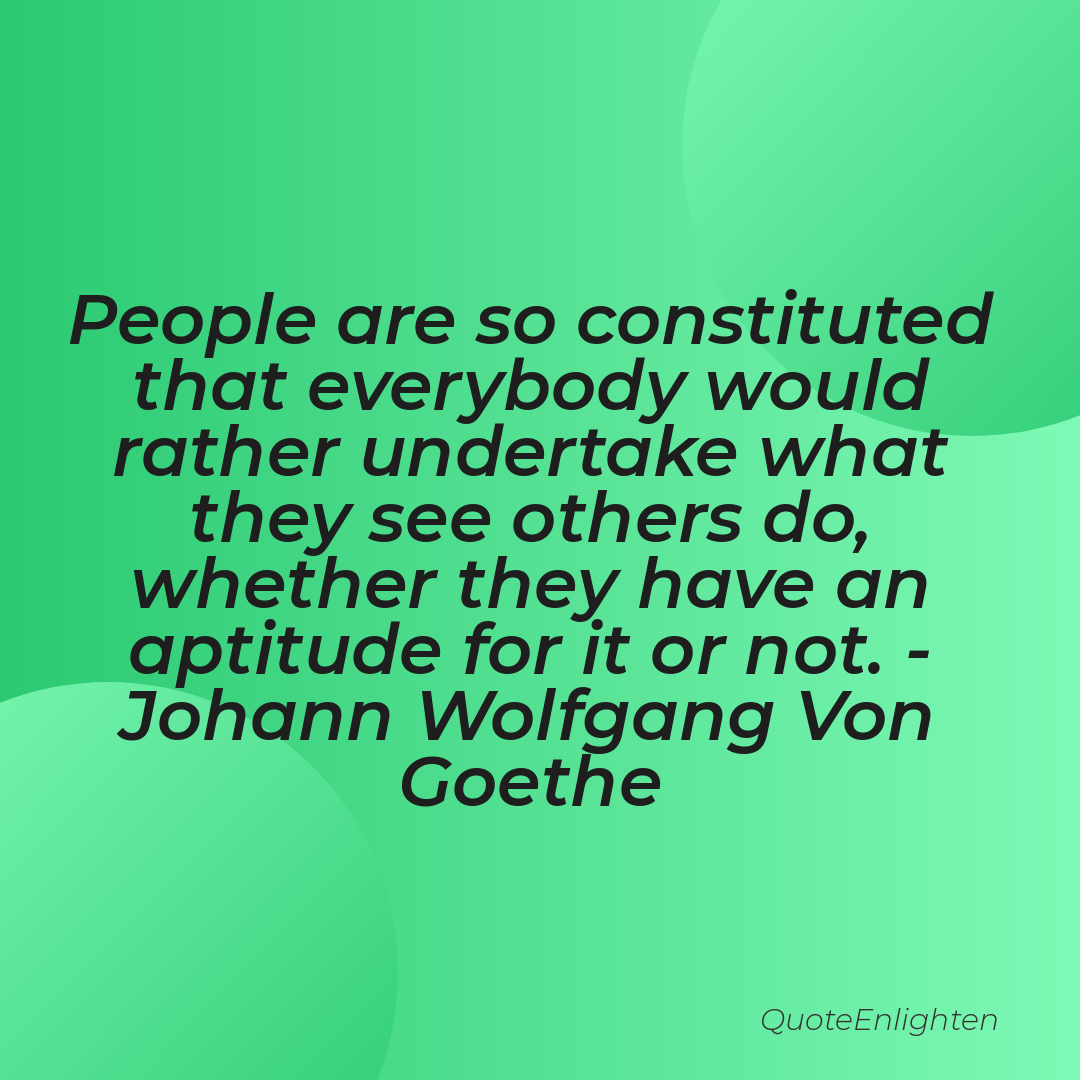 People are so constituted
that everybody would
rather undertake what
they see others do,
whether they have an
aptitude for it or not. -
Johann Wolfgang Von
Goethe
QuoteEnlighten